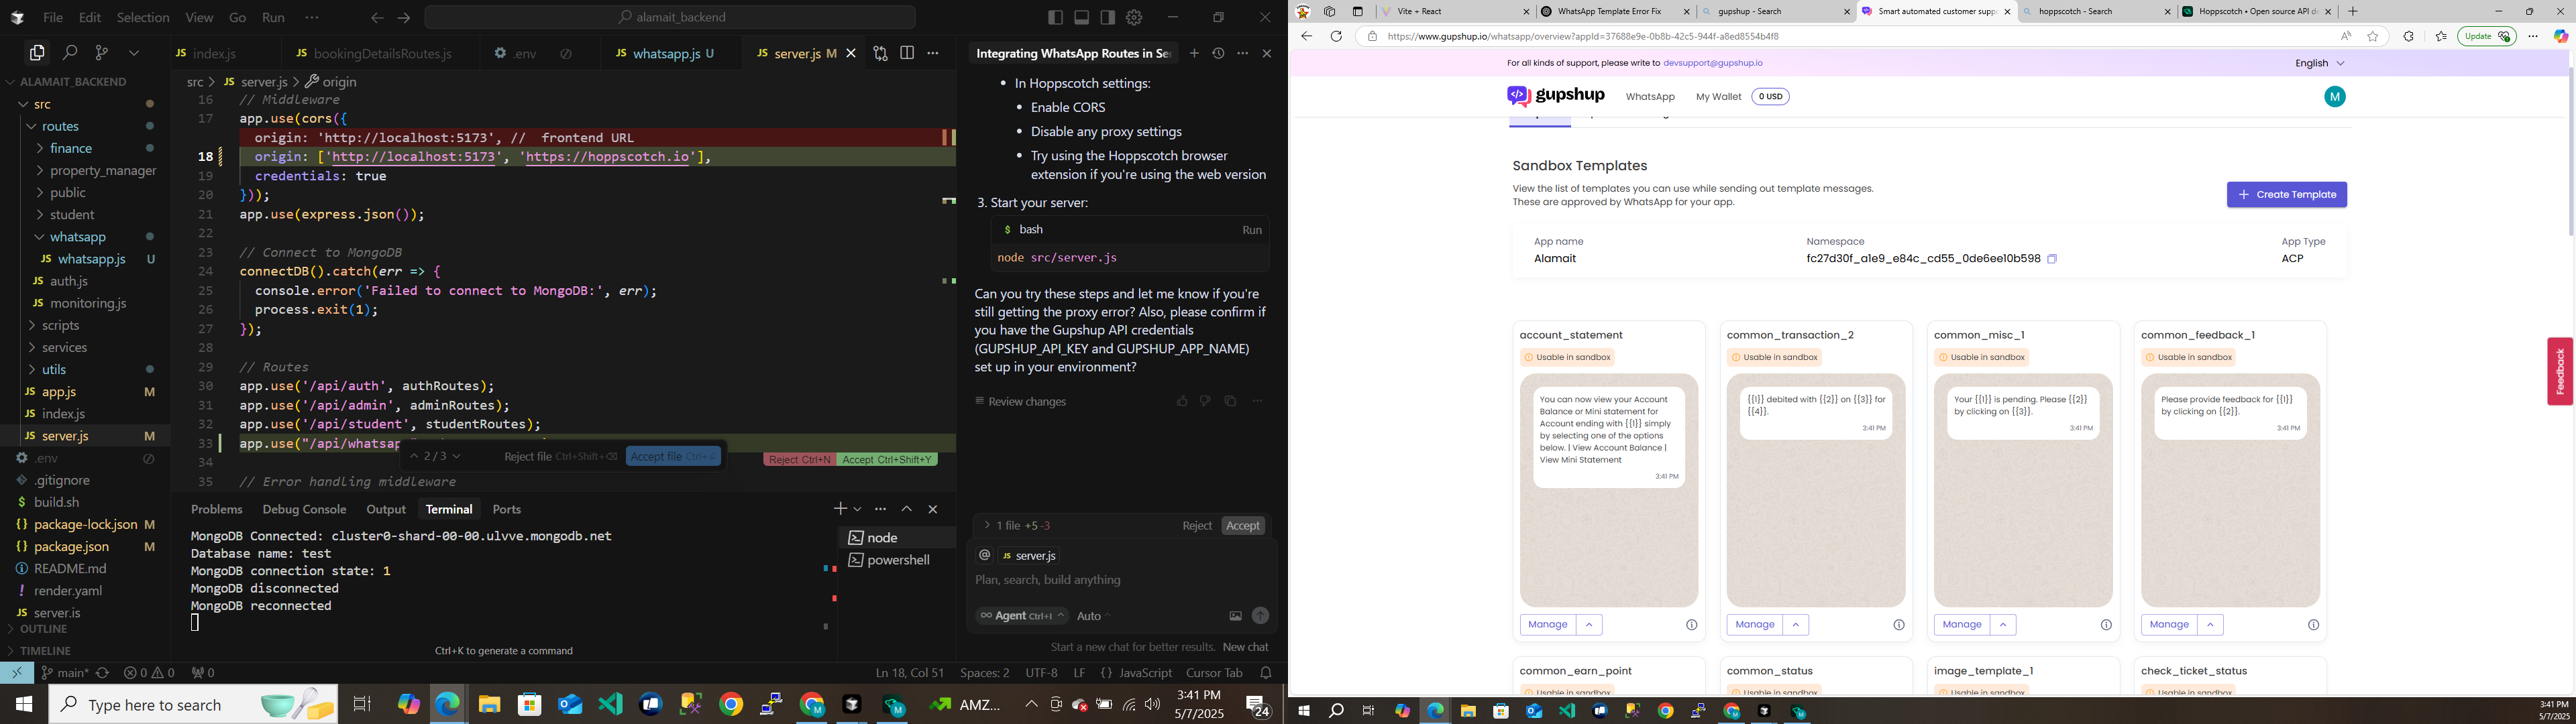 File Edit Selection View Go Run ···
alamait_backend
index.js
bookingDetailsRoutes.js
.env
whatsapp.js U
server.js M
Integrating WhatsApp Routes in Se
ALAMAIT_BACKEND
src
routes
finance
property_manager
public
student
whatsapp
whatsapp.js U
auth.js
monitoring.js
scripts
services
utils
app.js M
index.js
server.js M
.env
.gitignore
build.sh
package-lock.json M
package.json M
README.md
render.yaml
server.js
OUTLINE
TIMELINE
src > JS server.js > origin
16 // Middleware
17 app.use(cors({
origin: 'http://localhost:5173', // frontend URL
18 origin: ['http://localhost:5173', 'https://hoppscotch.io'],
19 credentials: true
20 }));
21 app.use(express.json());
22
23 // Connect to MongoDB
24 connectDB().catch(err => {
25 console.error('Failed to connect to MongoDB:', err);
26 process.exit(1);
27 });
28
29 // Routes
30 app.use('/api/auth', authRoutes);
31 app.use('/api/admin', adminRoutes);
32 app.use('/api/student', studentRoutes);
33 app.use("/api/whatsap
34
35 // Error handling middleware
2 / 3 Reject file Ctrl+Shift+⌫ Accept file Ctrl+⏎
Reject Ctrl+N Accept Ctrl+Shift+Y
Problems Debug Console Output Terminal Ports
MongoDB Connected: cluster0-shard-00-00.ulvve.mongodb.net
Database name: test
MongoDB connection state: 1
MongoDB disconnected
MongoDB reconnected
node
powershell
Ctrl+K to generate a command
• In Hoppscotch settings:
• Enable CORS
• Disable any proxy settings
• Try using the Hoppscotch browser
extension if you're using the web version
3. Start your server:
$ bash Run
node src/server.js
Can you try these steps and let me know if you're
still getting the proxy error? Also, please confirm if
you have the Gupshup API credentials
(GUPSHUP_API_KEY and GUPSHUP_APP_NAME)
set up in your environment?
Review changes
1 file +5 -3 Reject Accept
@ JS server.js
Plan, search, build anything
∞ Agent Ctrl+I Auto
Start a new chat for better results. New chat
main* 0 0 0
Ln 18, Col 51 Spaces: 2 UTF-8 LF {} JavaScript Cursor Tab
Type here to search
AMZ...
3:41 PM
5/7/2025
24
Vite + React
WhatsApp Template Error Fix
gupshup - Search
Smart automated customer supp
hoppscotch - Search
Hoppscotch • Open source API d
https://www.gupshup.io/whatsapp/overview?appId=37688e9e-0b8b-42c5-944f-a8ed8554b4f8
Update
For all kinds of support, please write to devsupport@gupshup.io
English
gupshup WhatsApp My Wallet 0 USD M
Sandbox Templates
View the list of templates you can use while sending out template messages.
These are approved by WhatsApp for your app.
+ Create Template
App name Namespace App Type
Alamait fc27d30f_a1e9_e84c_cd55_0de6ee10b598 ACP
account_statement
Usable in sandbox
You can now view your Account
Balance or Mini statement for
Account ending with {{1}} simply
by selecting one of the options
below. | View Account Balance |
View Mini Statement
3:41 PM
Manage
common_transaction_2
Usable in sandbox
{{1}} debited with {{2}} on {{3}} for
{{4}}.
3:41 PM
Manage
common_misc_1
Usable in sandbox
Your {{1}} is pending. Please {{2}}
by clicking on {{3}}.
3:41 PM
Manage
common_feedback_1
Usable in sandbox
Please provide feedback for {{1}}
by clicking on {{2}}.
3:41 PM
Manage
common_earn_point
Usable in sandbox
common_status
Usable in sandbox
image_template_1
Usable in sandbox
check_ticket_status
Usable in sandbox
Feedback
3:41 PM
5/7/2025